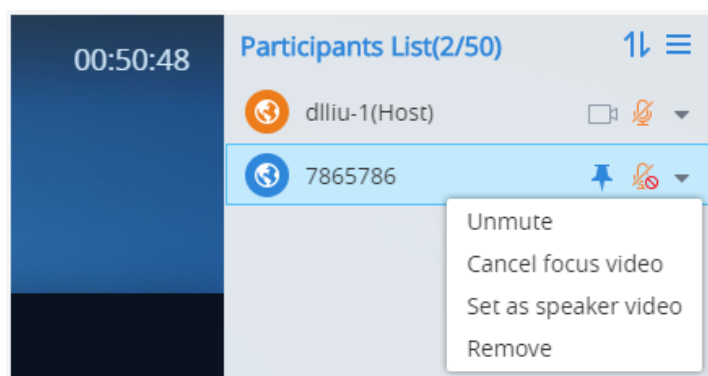 00:50:48
Participants List(2/50)
dlliu-1(Host)
7865786
Unmute
Cancel focus video
Set as speaker video
Remove